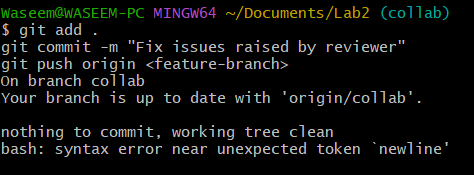 Waseem@WASEEM-PC MINGW64 ~/Documents/Lab2 (collab)
$ git add .
git commit -m "Fix issues raised by reviewer"
git push origin <feature-branch>
On branch collab
Your branch is up to date with 'origin/collab'.
nothing to commit, working tree clean
bash: syntax error near unexpected token `newline'